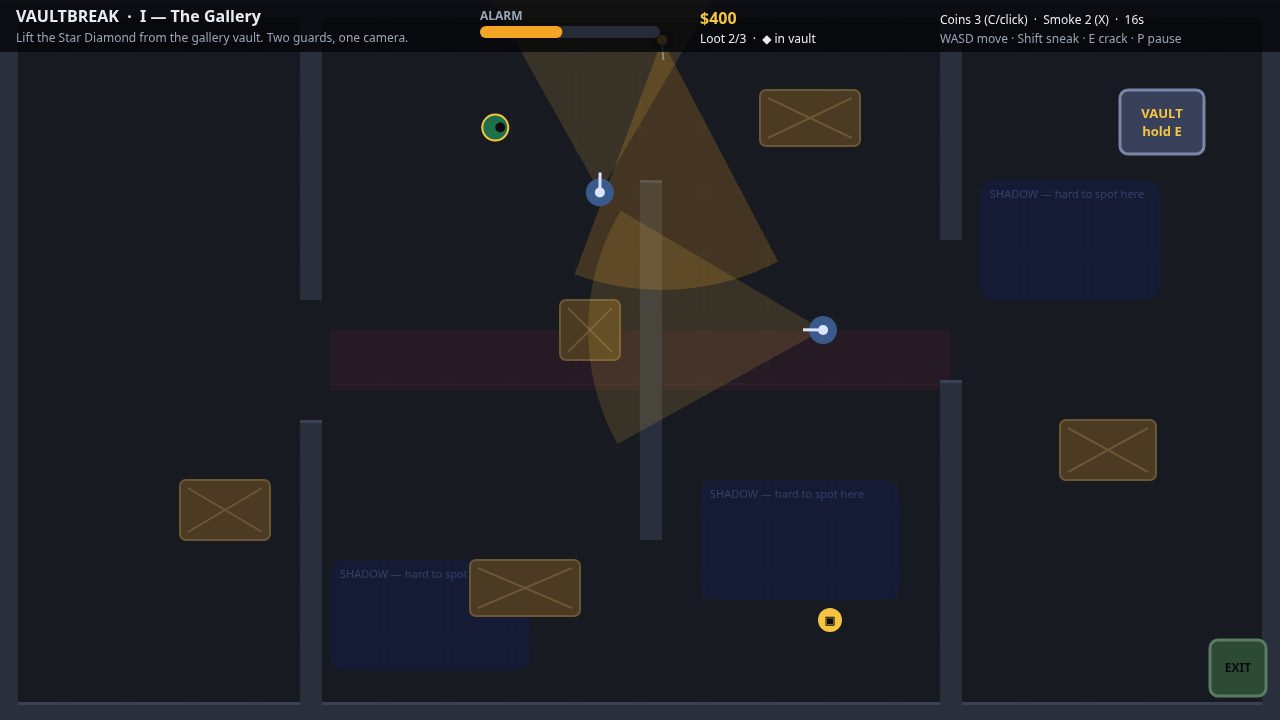 VAULTBREAK · I — The Gallery
Lift the Star Diamond from the gallery vault. Two guards, one camera.
ALARM
$400
Loot 2/3 · ◆ in vault
Coins 3 (C/click) · Smoke 2 (X) · 16s
WASD move · Shift sneak · E crack · P pause
VAULT
hold E
SHADOW — hard to spot here
SHADOW — hard to spot here
SHADOW — hard to spot
EXIT